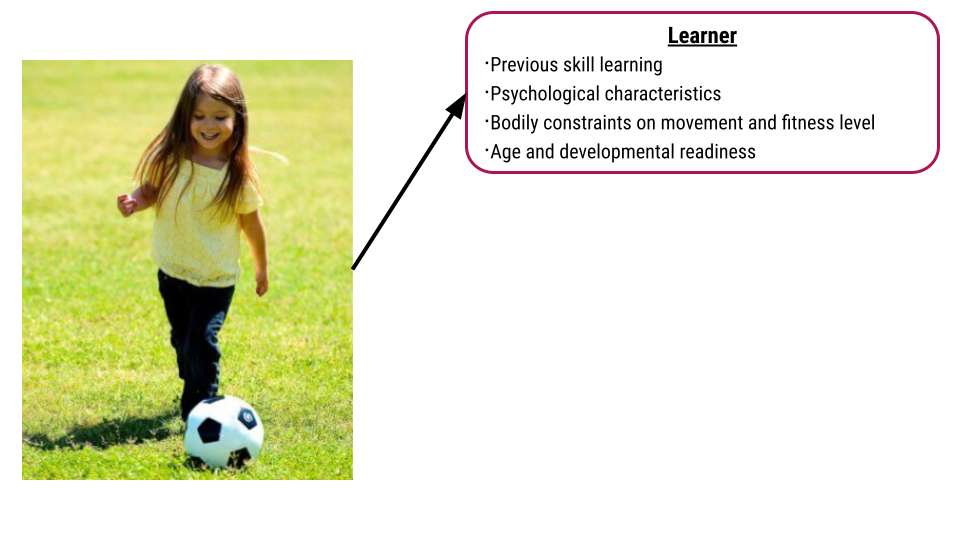 Learner
·Previous skill learning
·Psychological characteristics
·Bodily constraints on movement and fitness level
·Age and developmental readiness